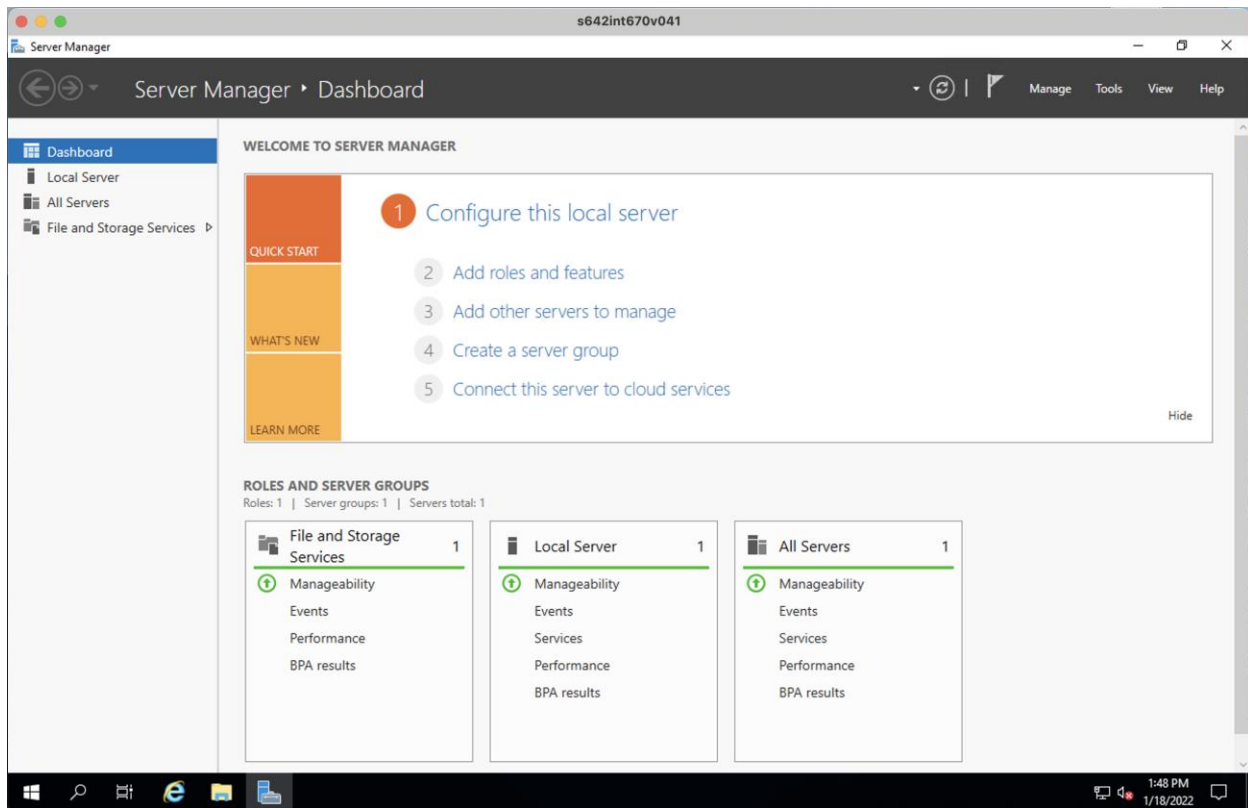 s642int670v041
Server Manager
Server Manager ‣ Dashboard
Manage Tools View Help
Dashboard
Local Server
All Servers
File and Storage Services
WELCOME TO SERVER MANAGER
QUICK START
WHAT'S NEW
LEARN MORE
1 Configure this local server
2 Add roles and features
3 Add other servers to manage
4 Create a server group
5 Connect this server to cloud services
Hide
ROLES AND SERVER GROUPS
Roles: 1 | Server groups: 1 | Servers total: 1
File and Storage
Services 1
Manageability
Events
Performance
BPA results
Local Server 1
Manageability
Events
Services
Performance
BPA results
All Servers 1
Manageability
Events
Services
Performance
BPA results
1:48 PM
1/18/2022